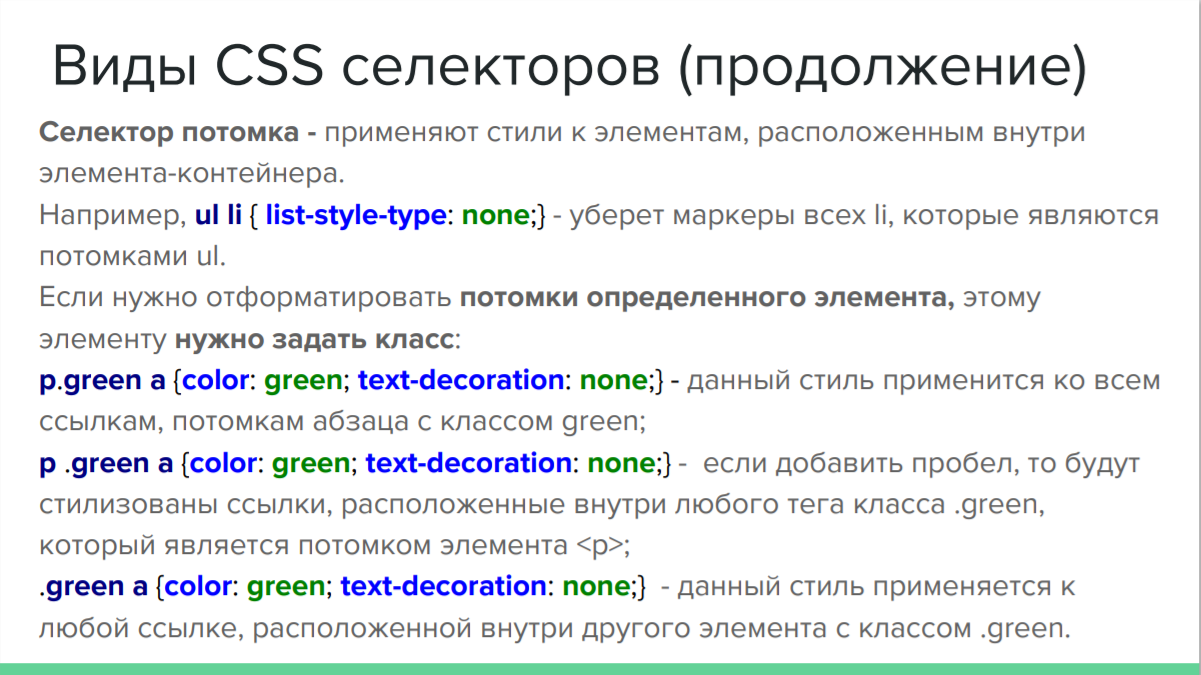 Виды CSS селекторов (продолжение)
Селектор потомка - применяют стили к элементам, расположенным внутри
элемента-контейнера.
Например, ul li { list-style-type: none;} - уберет маркеры всех li, которые являются
потомками ul.
Если нужно отформатировать потомки определенного элемента, этому
элементу нужно задать класс:
p.green a {color: green; text-decoration: none;} - данный стиль применится ко всем
ссылкам, потомкам абзаца с классом green;
p .green a {color: green; text-decoration: none;} - если добавить пробел, то будут
стилизованы ссылки, расположенные внутри любого тега класса .green,
который является потомком элемента <p>;
.green a {color: green; text-decoration: none;} - данный стиль применяется к
любой ссылке, расположенной внутри другого элемента с классом .green.